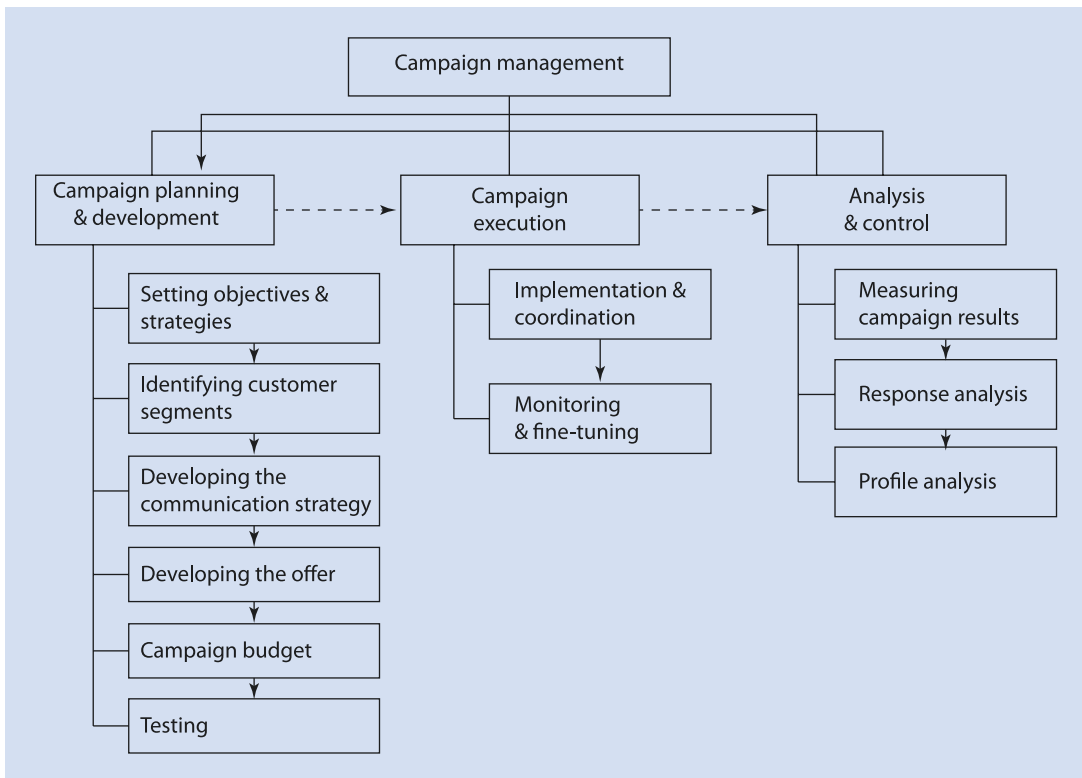 Campaign management
Campaign planning
& development
Campaign
execution
Analysis
& control
Setting objectives &
strategies
Identifying customer
segments
Developing the
communication strategy
Developing the offer
Campaign budget
Testing
Implementation &
coordination
Monitoring
& fine-tuning
Measuring
campaign results
Response analysis
Profile analysis